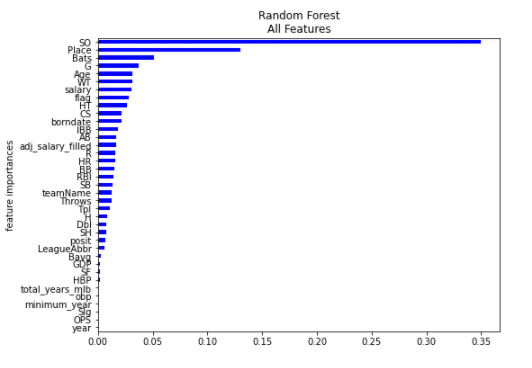 Random Forest
All Features
feature importances
SO
Place
Bats
G
Age
WT
salary
flag
HT
CS
borndate
IBB
AB
adj_salary_filled
R
HR
BB
RBI
SB
teamName
Throws
Tpl
H
Dbl
SH
posit
LeagueAbbr
Bavg
GDP
SF
HBP
total_years_mlb
obp
minimum_year
Slg
OPS
year
0.00 0.05 0.10 0.15 0.20 0.25 0.30 0.35